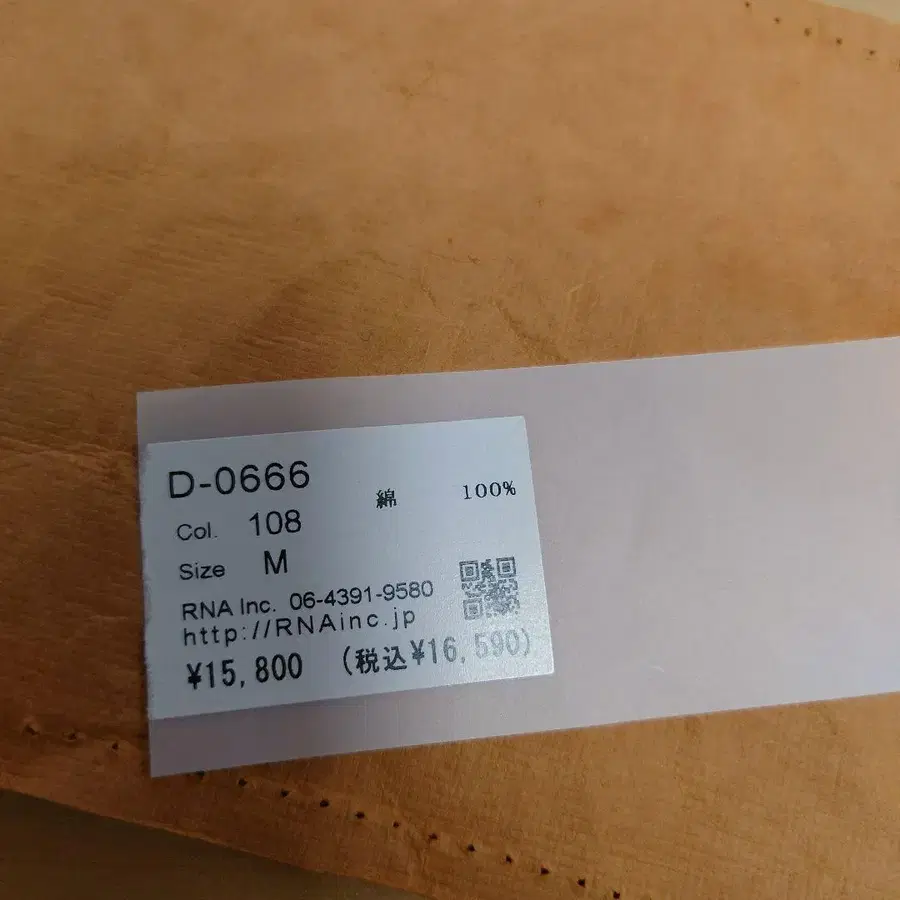 D-0666
綿 100%
Col. 108
Size M
RNA Inc. 06-4391-9580
http://RNAinc.jp
¥15,800 (税込¥16,590)